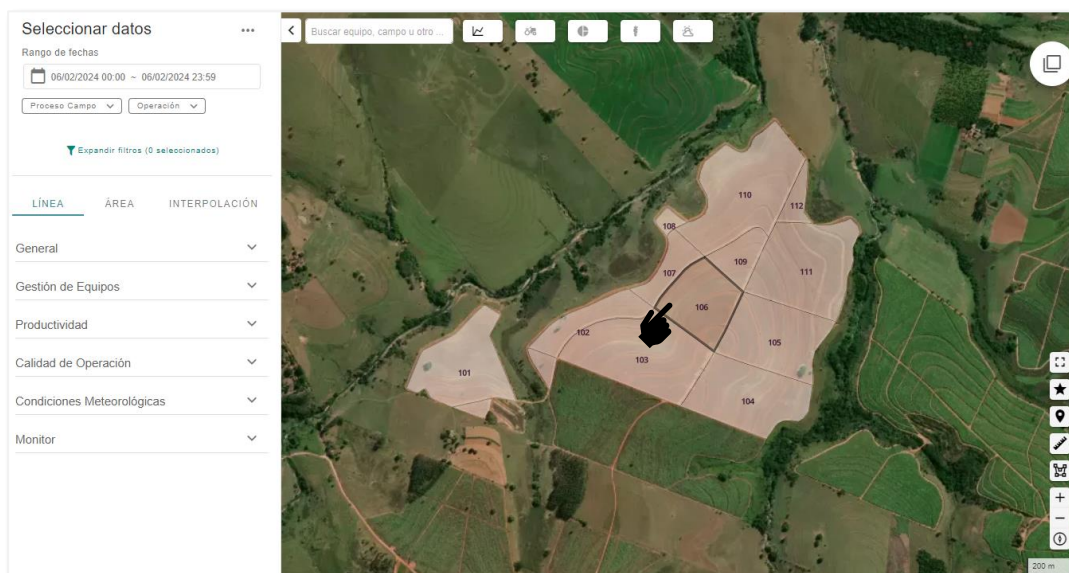 Seleccionar datos
Rango de fechas
06/02/2024 00:00 ~ 06/02/2024 23:59
Proceso Campo
Operación
Expandir filtros (0 seleccionados)
LÍNEA
ÁREA
INTERPOLACIÓN
General
Gestión de Equipos
Productividad
Calidad de Operación
Condiciones Meteorológicas
Monitor
Buscar equipo, campo u otro ...
110
112
108
109
107
111
106
102
105
103
101
104
200 m